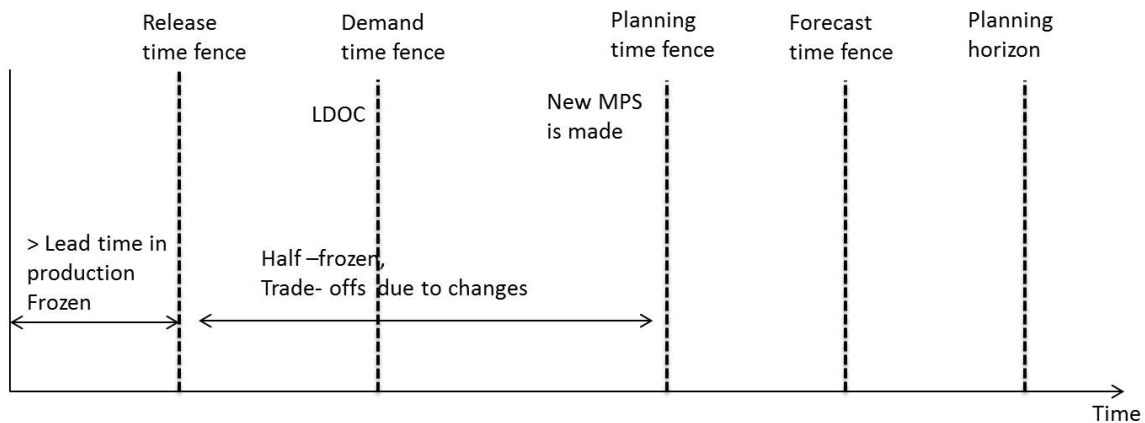 Release
time fence
Demand
time fence
Planning
time fence
Forecast
time fence
Planning
horizon
LDOC
New MPS
is made
> Lead time in
production
Frozen
Half –frozen,
Trade- offs due to changes
Time